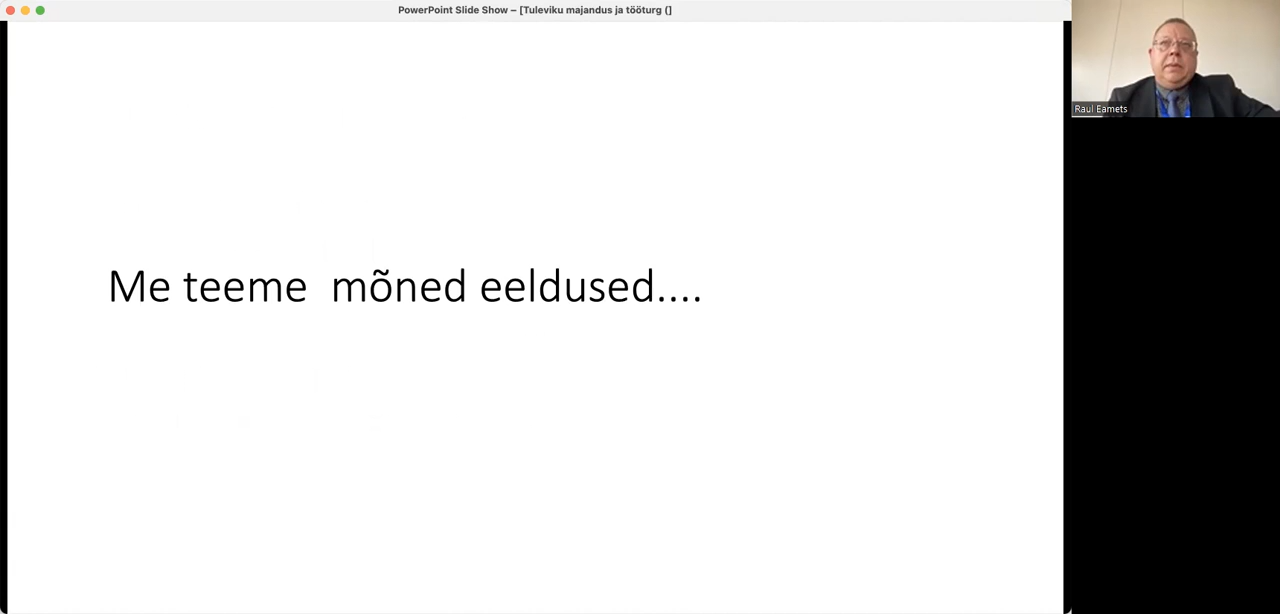 PowerPoint Slide Show – [Tuleviku majandus ja tööturg (]
Raul Eamets
Me teeme  mõned eeldused....